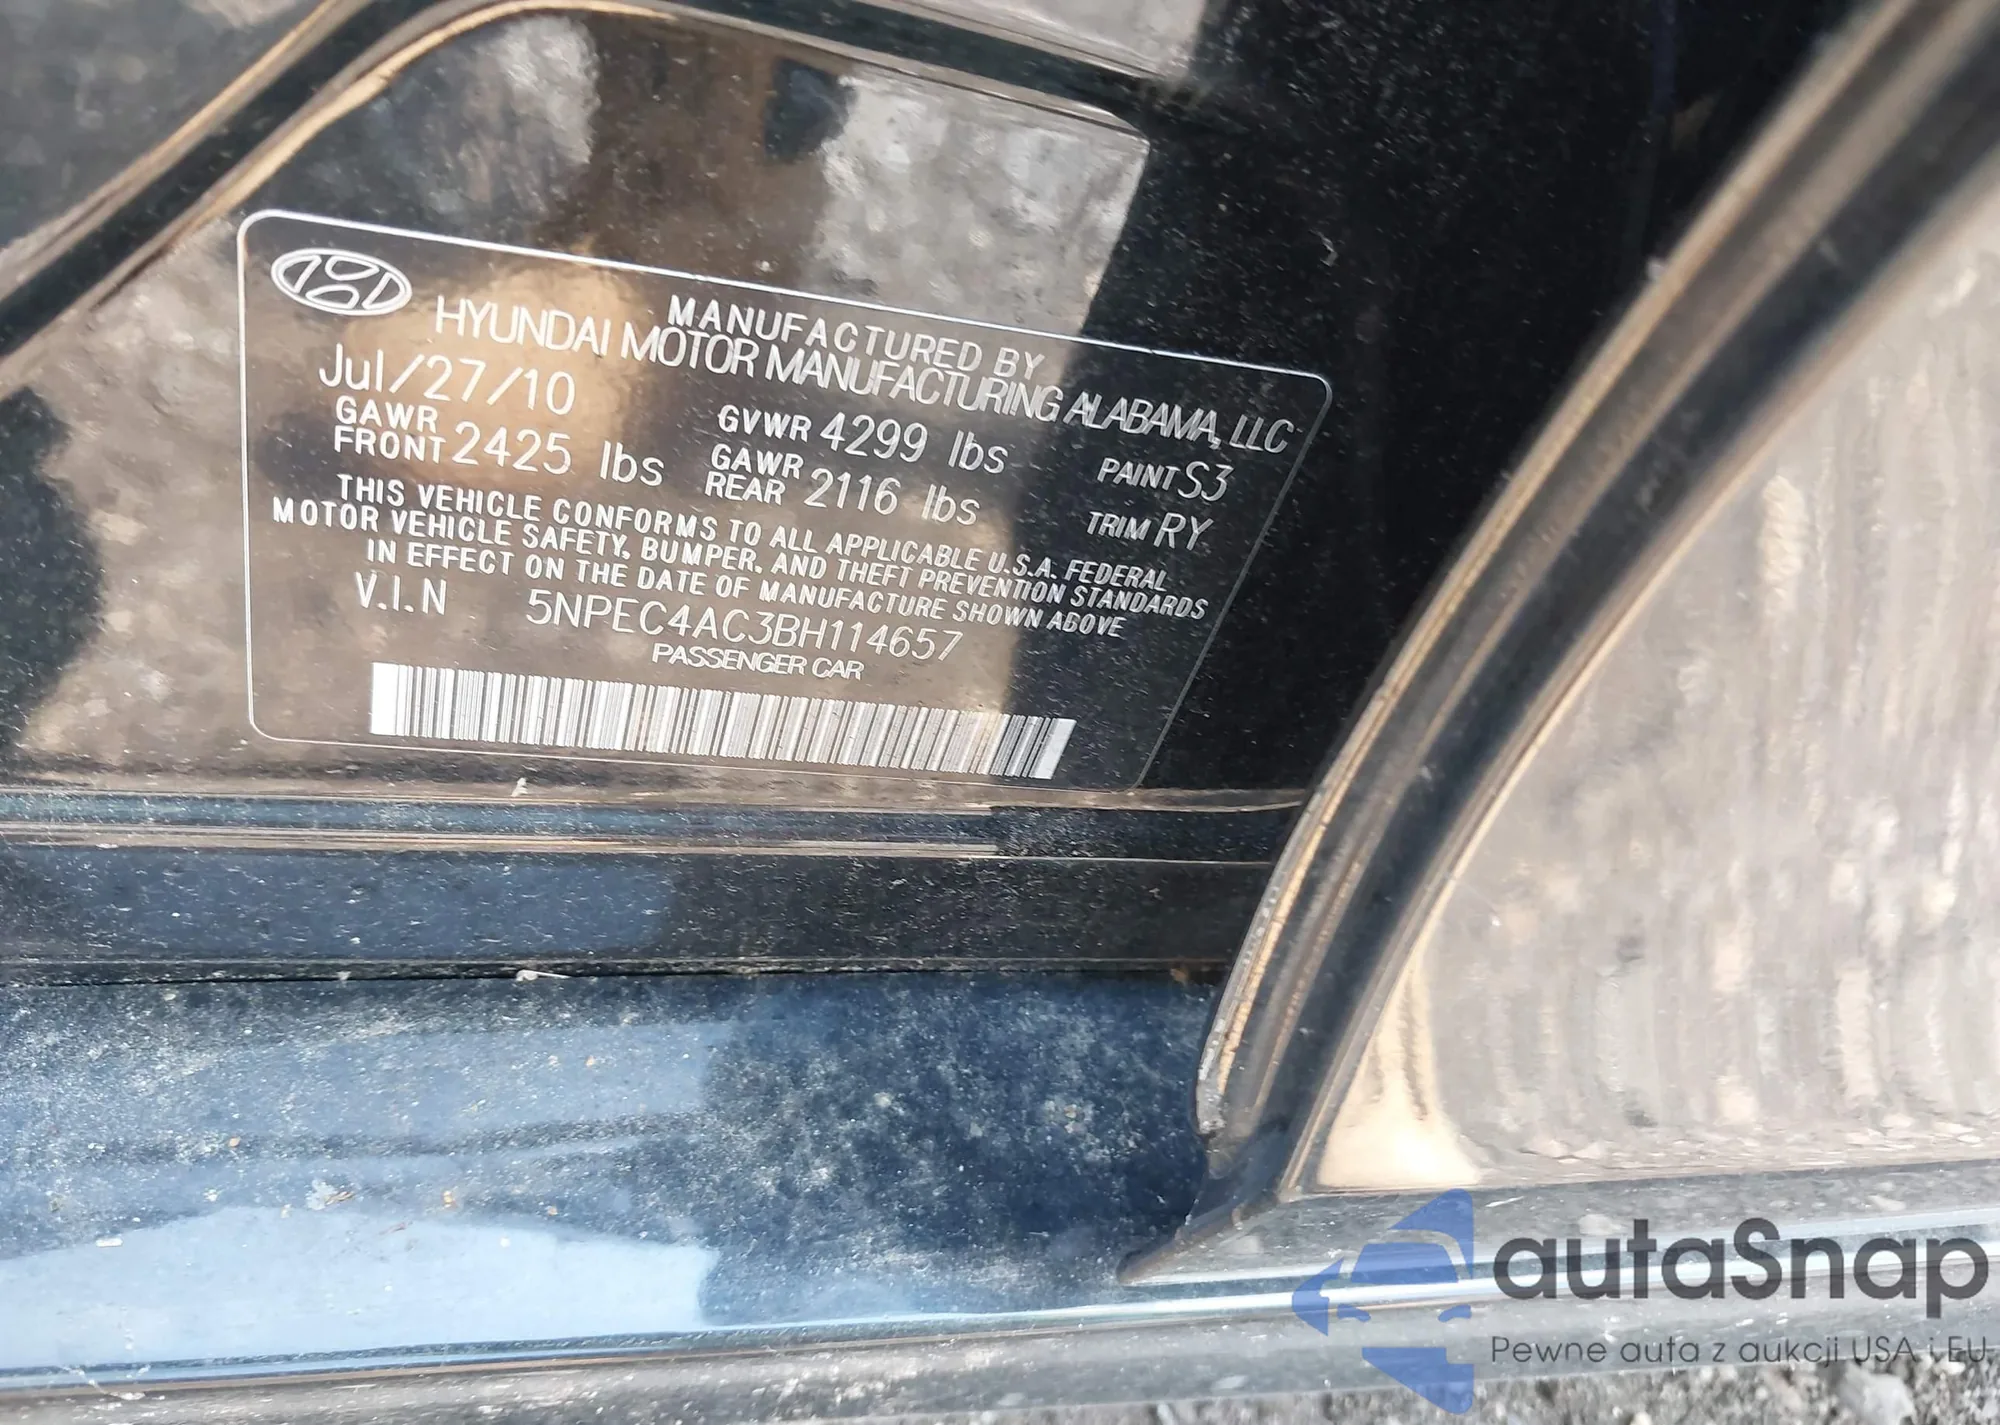 MANUFACTURED BY
HYUNDAI MOTOR MANUFACTURING ALABAMA, LLC
Jul/27/10
GVWR 4299 lbs
PAINT S3
GAWR FRONT 2425 lbs
GAWR REAR 2116 lbs
TRIM RY
THIS VEHICLE CONFORMS TO ALL APPLICABLE U.S.A. FEDERAL
MOTOR VEHICLE SAFETY, BUMPER, AND THEFT PREVENTION STANDARDS
IN EFFECT ON THE DATE OF MANUFACTURE SHOWN ABOVE
V.I.N 5NPEC4AC3BH114657
PASSENGER CAR
autaSnap
Pewne auta z aukcji USA i EU